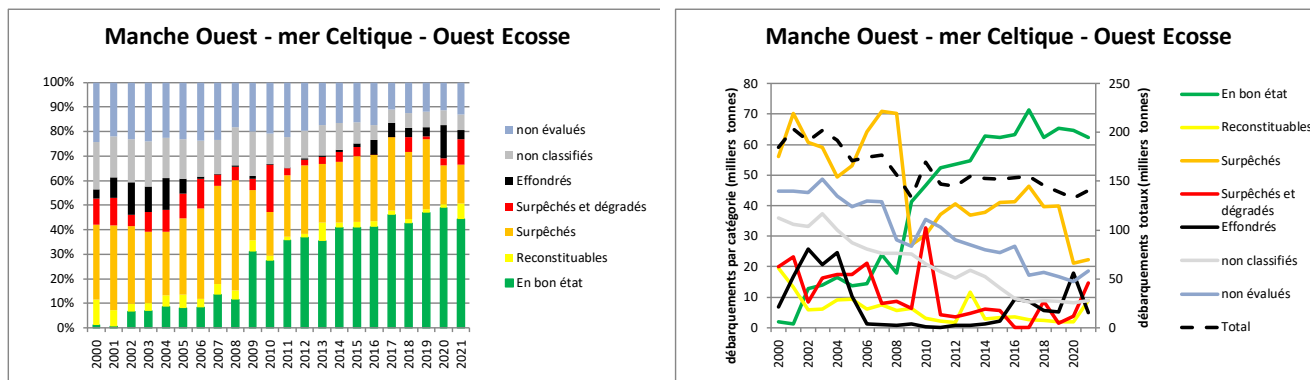 Manche Ouest - mer Celtique - Ouest Ecosse
100%
90%
80%
70%
60%
50%
40%
30%
20%
10%
0%
2000
2001
2002
2003
2004
2005
2006
2007
2008
2009
2010
2011
2012
2013
2014
2015
2016
2017
2018
2019
2020
2021
non évalués
non classifiés
Effondrés
Surpêchés et dégradés
Surpêchés
Reconstituables
En bon état
Manche Ouest - mer Celtique - Ouest Ecosse
débarquements par catégorie (milliers tonnes)
80
70
60
50
40
30
20
10
0
2000
2002
2004
2006
2008
2010
2012
2014
2016
2018
2020
250
200
150
100
50
0
débarquements totaux(milliers tonnes)
En bon état
Reconstituables
Surpêchés
Surpêchés et
dégradés
Effondrés
non classifiés
non évalués
Total